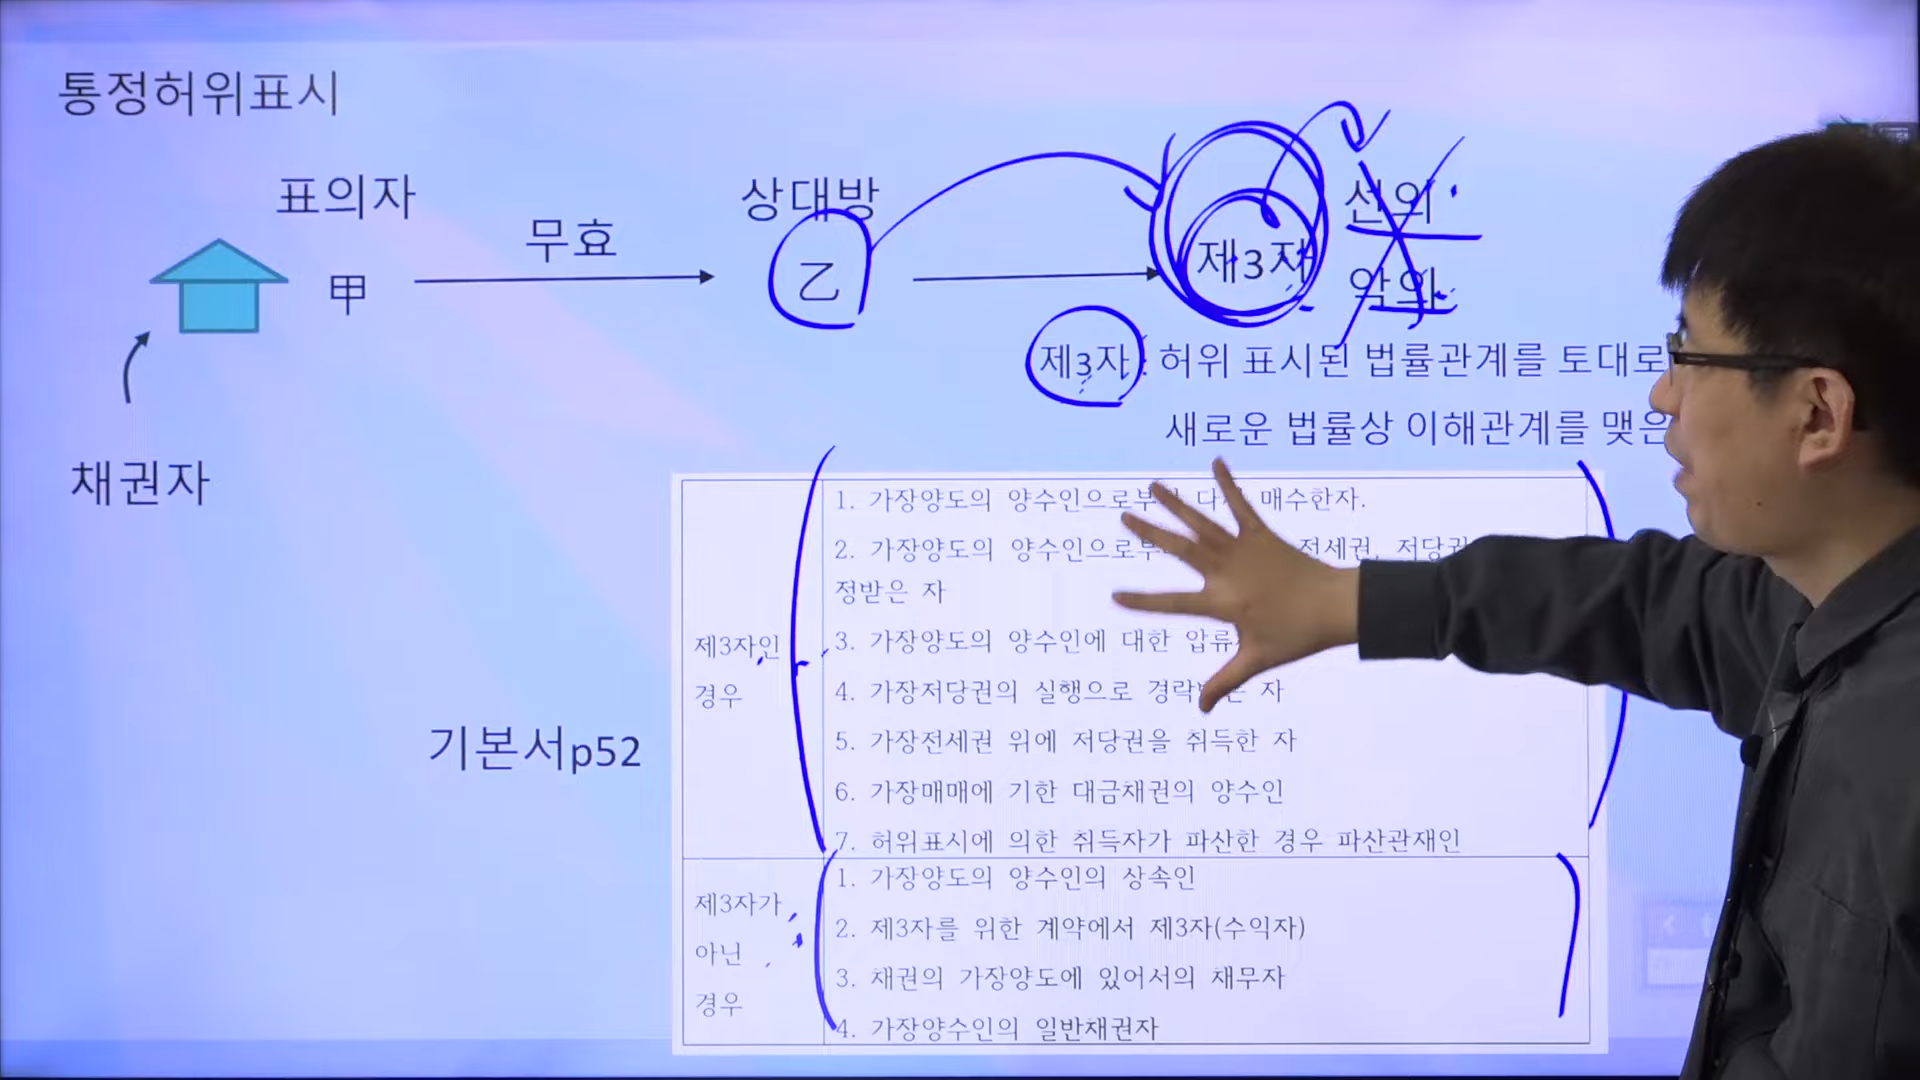 통정허위표시
표의자
甲
무효
상대방
乙
제3자
선의
악의
채권자
제3자 : 허위 표시된 법률관계를 토대로
새로운 법률상 이해관계를 맺은
기본서p52
제3자인
경우
1. 가장양도의 양수인으로부터 다시 매수한자.
2. 가장양도의 양수인으로부 전세권, 저당권
정받은 자
3. 가장양도의 양수인에 대한 압류
4. 가장저당권의 실행으로 경락받은 자
5. 가장전세권 위에 저당권을 취득한 자
6. 가장매매에 기한 대금채권의 양수인
7. 허위표시에 의한 취득자가 파산한 경우 파산관재인
제3자가
아닌
경우
1. 가장양도의 양수인의 상속인
2. 제3자를 위한 계약에서 제3자(수익자)
3. 채권의 가장양도에 있어서의 채무자
4. 가장양수인의 일반채권자